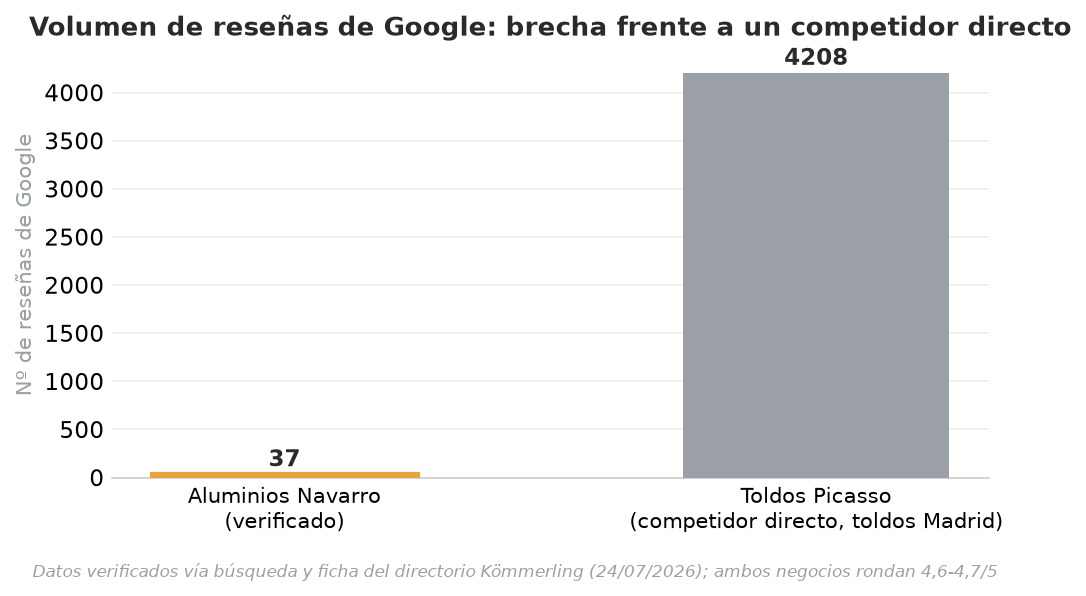 Volumen de reseñas de Google: brecha frente a un competidor directo
4208
Nº de reseñas de Google
4000
3500
3000
2500
2000
1500
1000
500
0
37
Aluminios Navarro
(verificado)
Toldos Picasso
(competidor directo, toldos Madrid)
Datos verificados vía búsqueda y ficha del directorio Kömmerling (24/07/2026); ambos negocios rondan 4,6-4,7/5